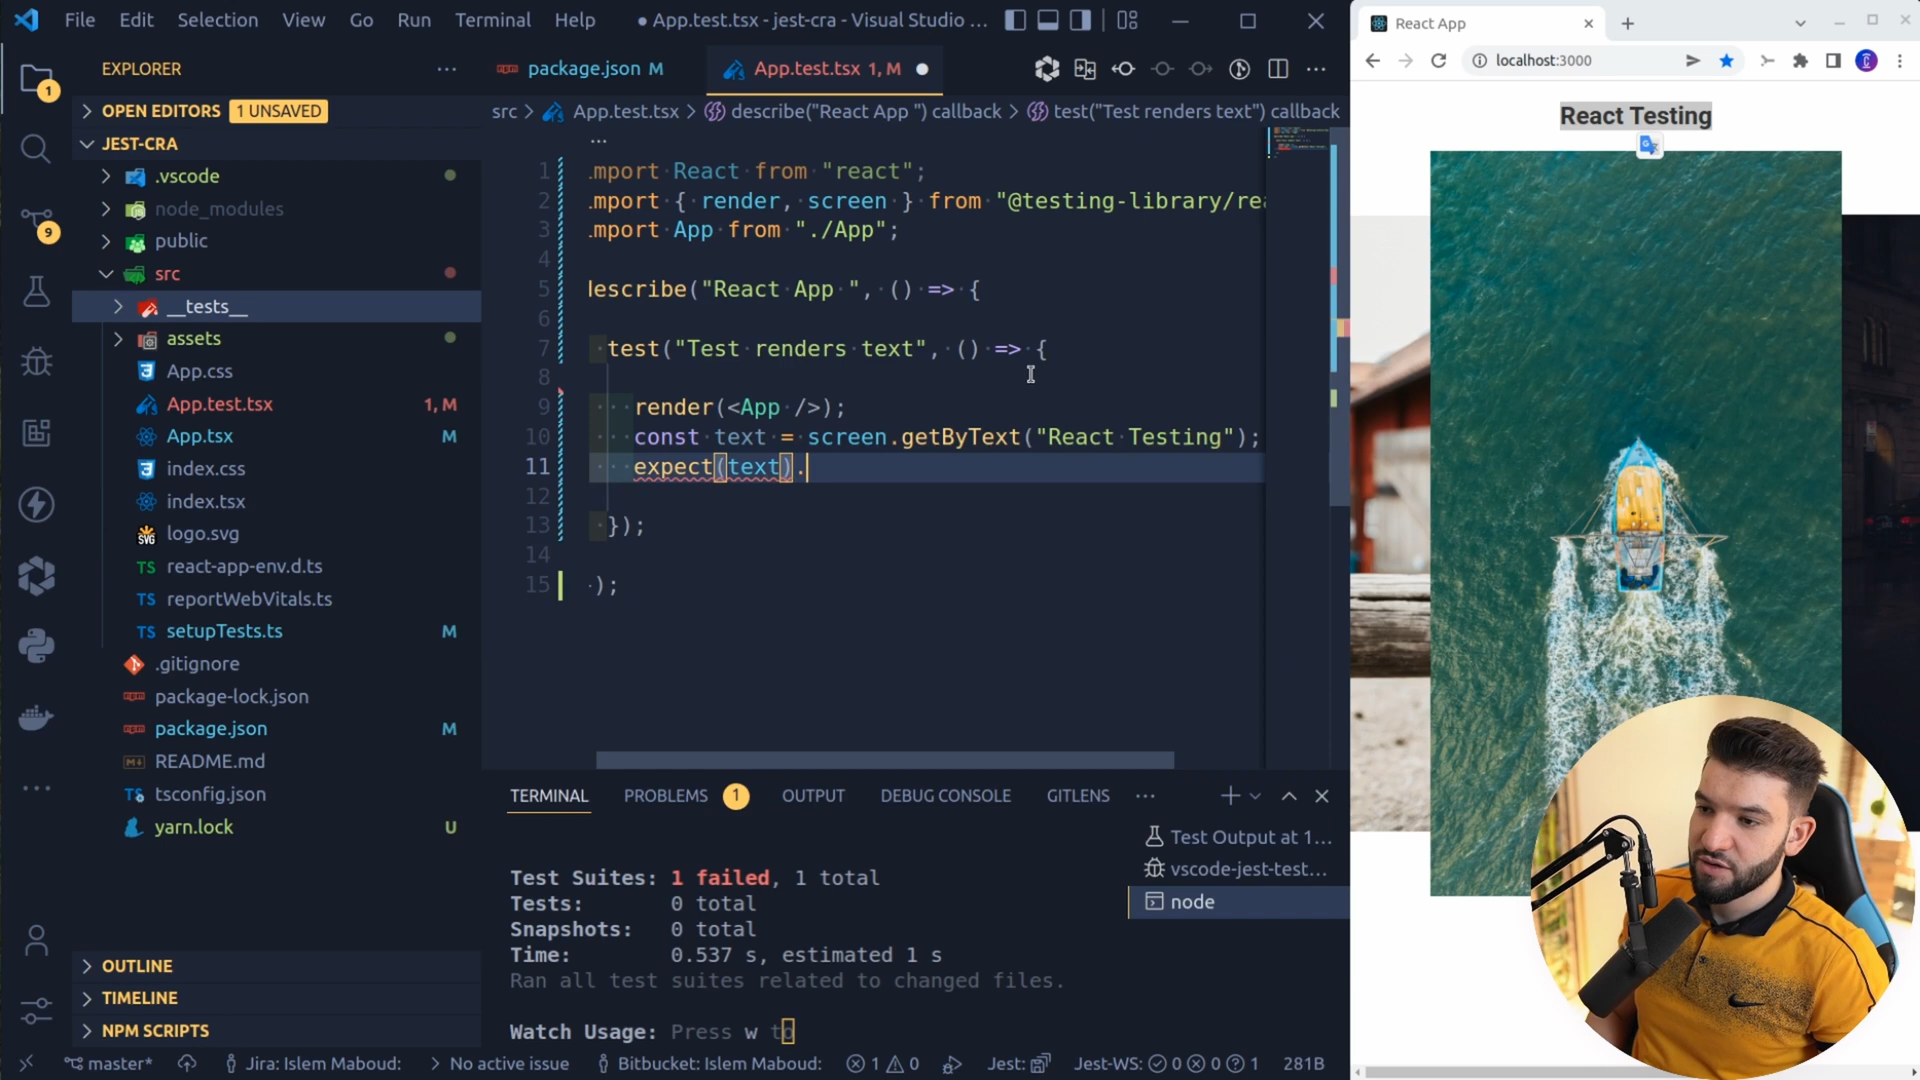 File Edit Selection View Go Run Terminal Help ● App.test.tsx - jest-cra - Visual Studio ...
EXPLORER ...
OPEN EDITORS 1 UNSAVED
JEST-CRA
.vscode
node_modules
public
src
__tests__
assets
App.css
App.test.tsx 1, M
App.tsx M
index.css
index.tsx
logo.svg
TS react-app-env.d.ts
TS reportWebVitals.ts
TS setupTests.ts M
.gitignore
package-lock.json
package.json M
README.md
tsconfig.json
yarn.lock U
OUTLINE
TIMELINE
NPM SCRIPTS
1
9
package.json M App.test.tsx 1, M ●
src > App.test.tsx > describe("React App ") callback > test("Test renders text") callback
...
1 mport React from "react";
2 mport { render, screen } from "@testing-library/rea
3 mport App from "./App";
4
5 describe("React App ", () => {
6
7 test("Test renders text", () => {
8
9 render(<App />);
10 const text = screen.getByText("React Testing");
11 expect(text).
12
13 });
14
15 );
TERMINAL PROBLEMS 1 OUTPUT DEBUG CONSOLE GITLENS ...
Test Output at 1...
vscode-jest-test...
node
Test Suites: 1 failed, 1 total
Tests: 0 total
Snapshots: 0 total
Time: 0.537 s, estimated 1 s
Ran all test suites related to changed files.
Watch Usage: Press w to
master* Jira: Islem Maboud: > No active issue Bitbucket: Islem Maboud: 1 0 Jest: Jest-WS: 0 0 1 281B
React App
localhost:3000
React Testing